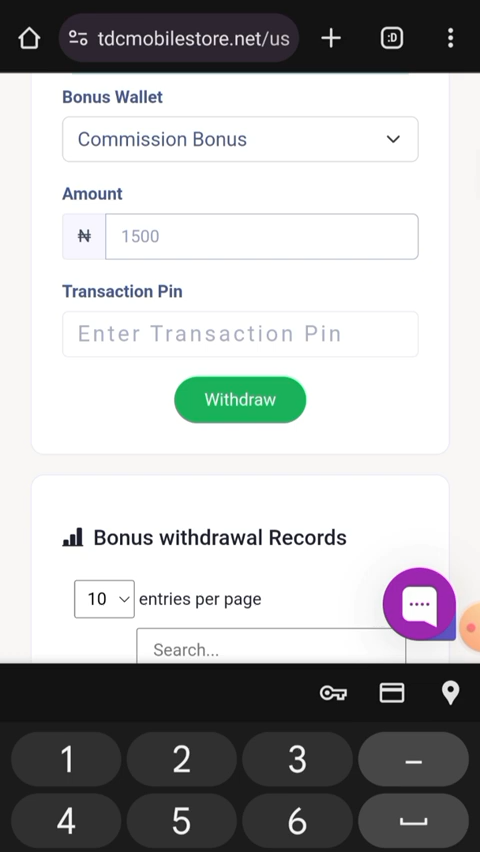 tdcmobilestore.net/us
:D
Bonus Wallet
Commission Bonus
Amount
₦ 1500
Transaction Pin
Enter Transaction Pin
Withdraw
Bonus withdrawal Records
10 entries per page
Search...
1 2 3 –
4 5 6